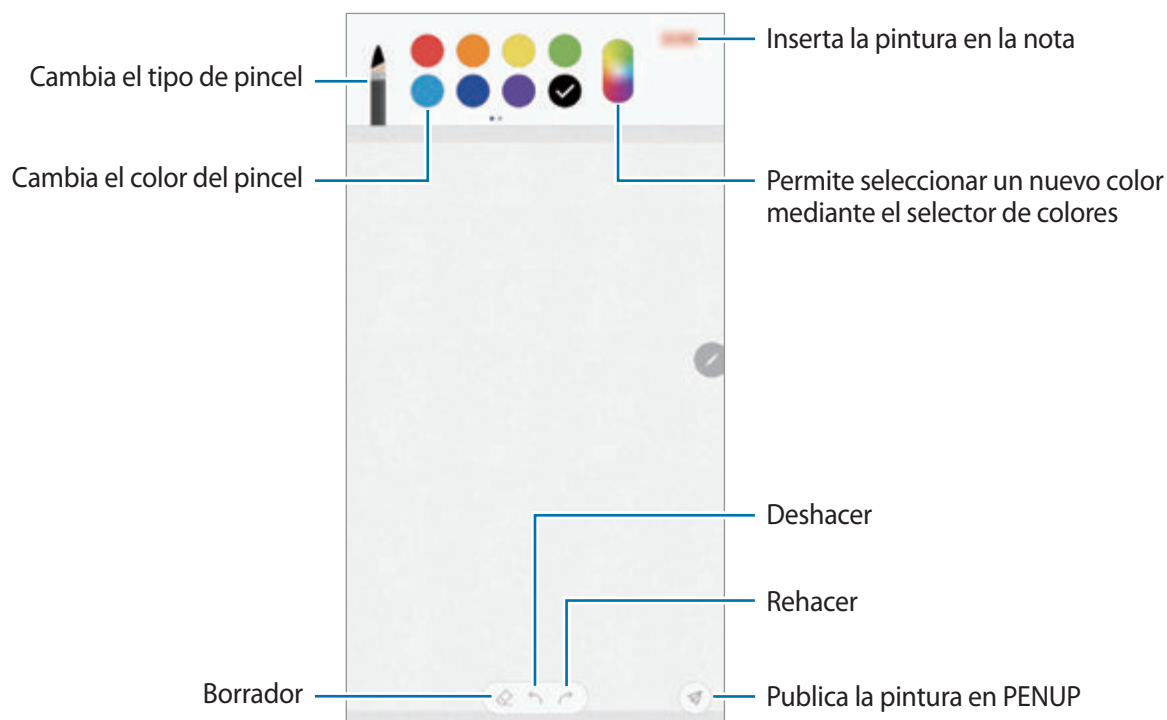 Inserta la pintura en la nota
Cambia el tipo de pincel
Cambia el color del pincel
Permite seleccionar un nuevo color
mediante el selector de colores
Deshacer
Rehacer
Borrador
Publica la pintura en PENUP